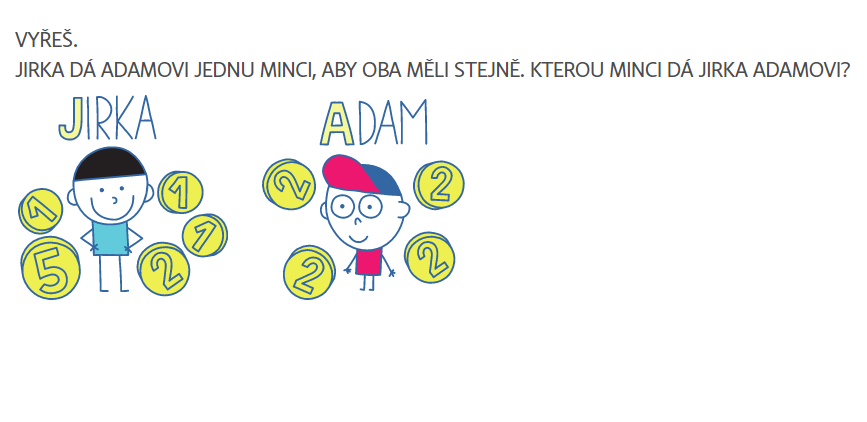 VYŘEŠ.
JIRKA DÁ ADAMOVI JEDNU MINCI, ABY OBA MĚLI STEJNĚ. KTEROU MINCI DÁ JIRKA ADAMOVI?
JIRKA
ADAM
1
1
1
5
2
2
2
2
2